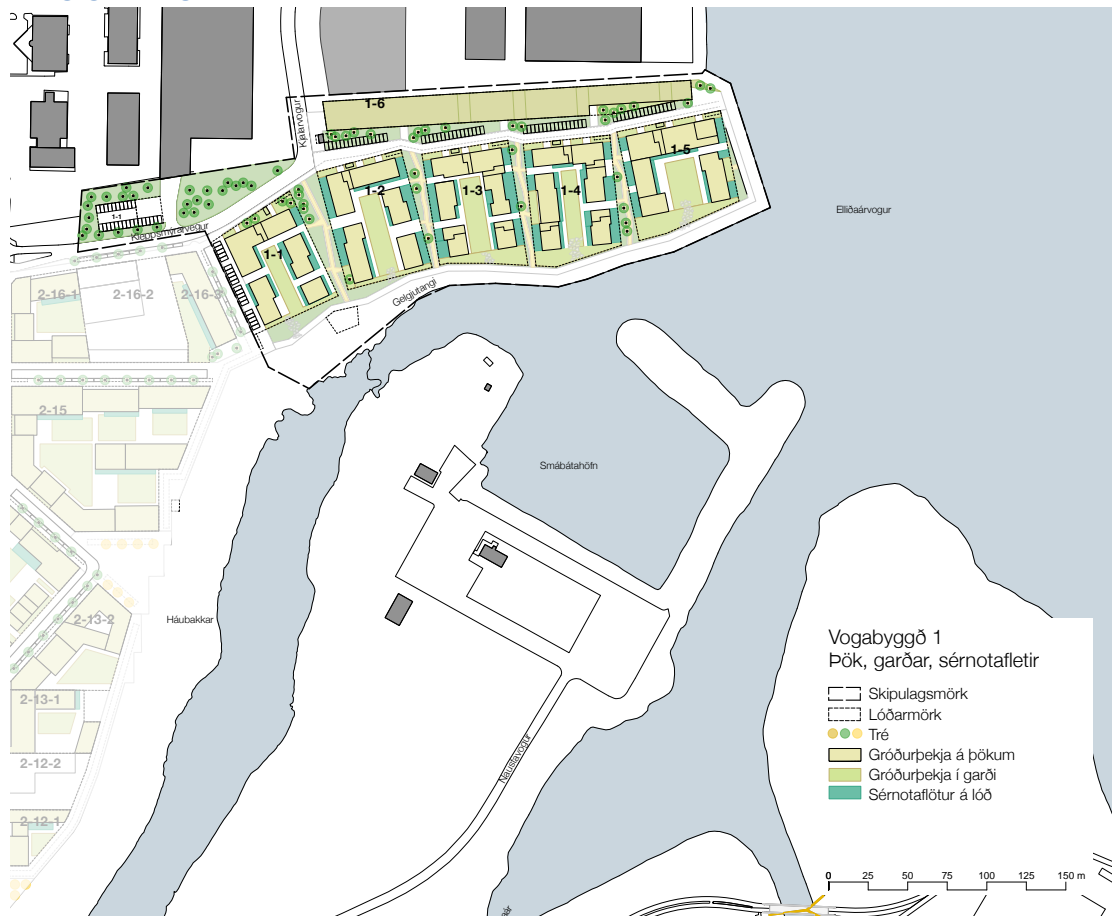 1-6
Kjalarvogur
1-5
1-2
1-3
1-4
1-1
Elliðaárvogur
Kleppsmýrarvegur
1-1
2-16-1
2-16-2
2-16-3
Gelgjutangi
2-15
Smábátahöfn
Háubakkar
2-13-2
2-13-1
2-12-2
2-12-1
Naustavogur
Vogabyggð 1
Þök, garðar, sérnotafletir
Skipulagsmörk
Lóðarmörk
Tré
Gróðurþekja á þökum
Gróðurþekja í garði
Sérnotaflötur á lóð
0 25 50 75 100 125 150 m